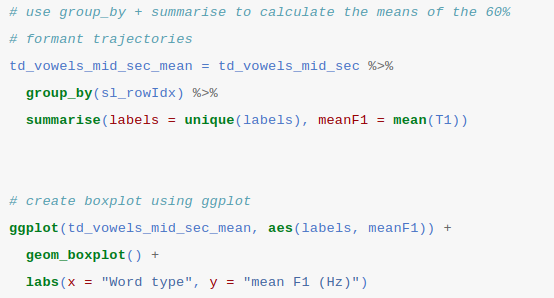 # use group_by + summarise to calculate the means of the 60%
# formant trajectories
td_vowels_mid_sec_mean = td_vowels_mid_sec %>%
  group_by(sl_rowIdx) %>%
  summarise(labels = unique(labels), meanF1 = mean(T1))
# create boxplot using ggplot
ggplot(td_vowels_mid_sec_mean, aes(labels, meanF1)) +
  geom_boxplot() +
  labs(x = "Word type", y = "mean F1 (Hz)")